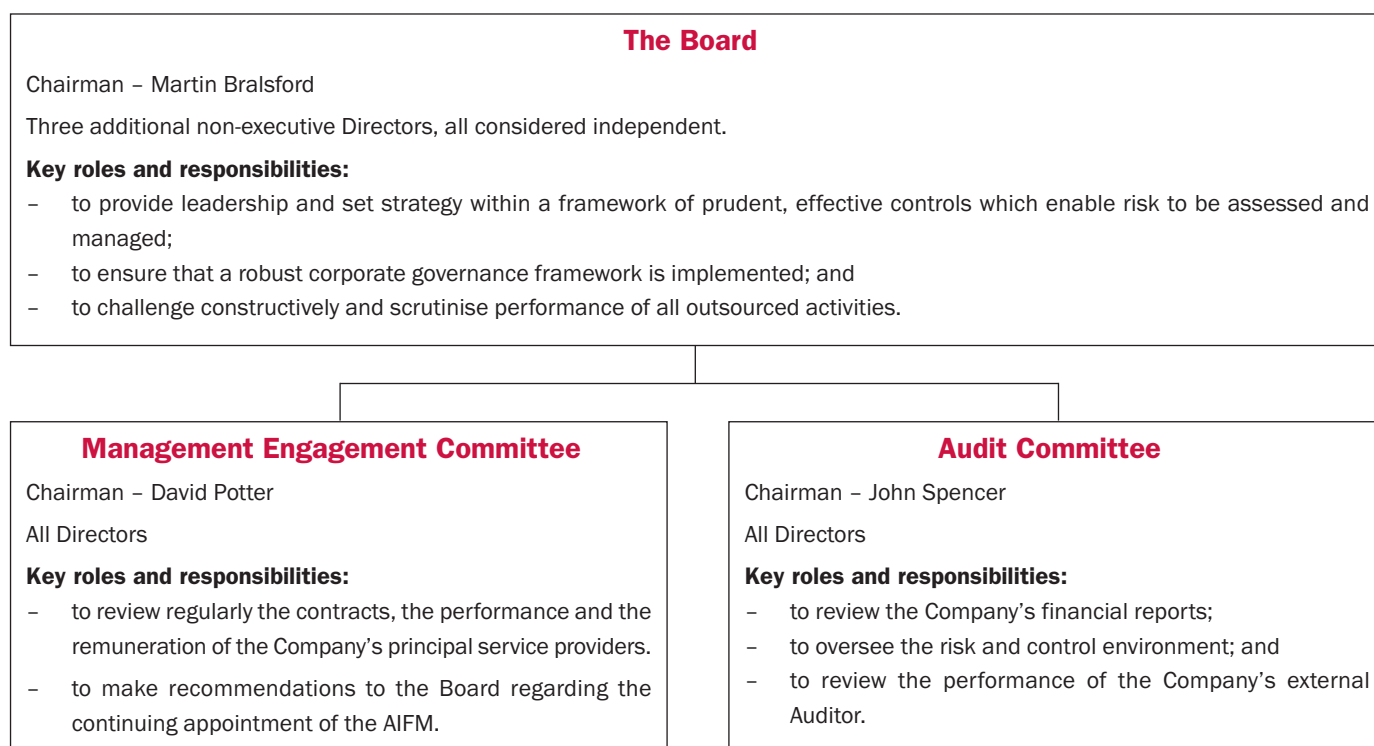 The Board
Chairman – Martin Bralsford
Three additional non-executive Directors, all considered independent.
Key roles and responsibilities:
– to provide leadership and set strategy within a framework of prudent, effective controls which enable risk to be assessed and
managed;
– to ensure that a robust corporate governance framework is implemented; and
– to challenge constructively and scrutinise performance of all outsourced activities.
Management Engagement Committee
Chairman – David Potter
All Directors
Key roles and responsibilities:
– to review regularly the contracts, the performance and the
remuneration of the Company’s principal service providers.
– to make recommendations to the Board regarding the
continuing appointment of the AIFM.
Audit Committee
Chairman – John Spencer
All Directors
Key roles and responsibilities:
– to review the Company’s financial reports;
– to oversee the risk and control environment; and
– to review the performance of the Company’s external
Auditor.